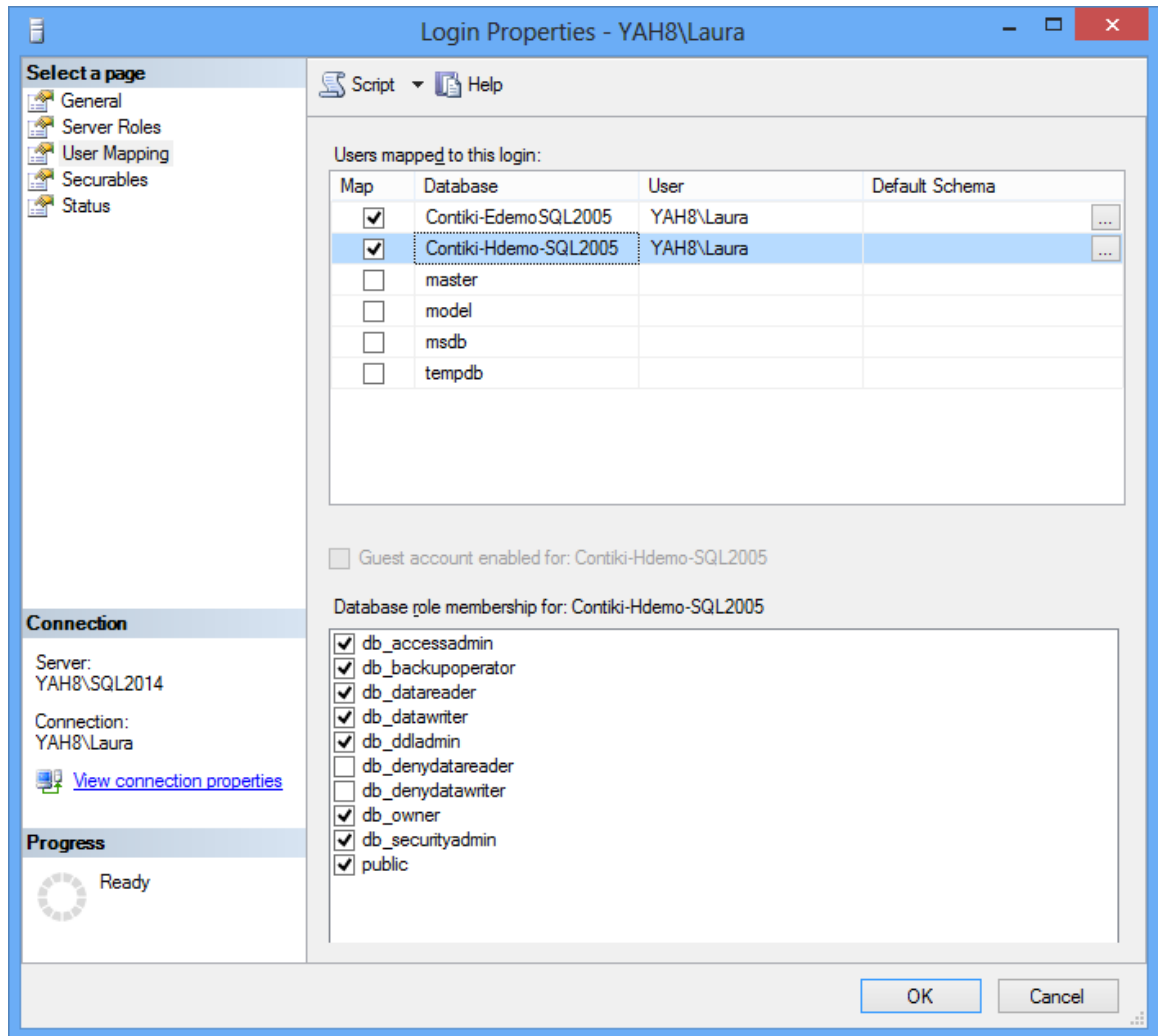 Login Properties - YAH8\Laura
Select a page
General
Server Roles
User Mapping
Securables
Status
Script
Help
Users mapped to this login:
Map Database User Default Schema
Contiki-EdemoSQL2005 YAH8\Laura ...
Contiki-Hdemo-SQL2005 YAH8\Laura ...
master
model
msdb
tempdb
Guest account enabled for: Contiki-Hdemo-SQL2005
Database role membership for: Contiki-Hdemo-SQL2005
db_accessadmin
db_backupoperator
db_datareader
db_datawriter
db_ddladmin
db_denydatareader
db_denydatawriter
db_owner
db_securityadmin
public
Connection
Server:
YAH8\SQL2014
Connection:
YAH8\Laura
View connection properties
Progress
Ready
OK
Cancel